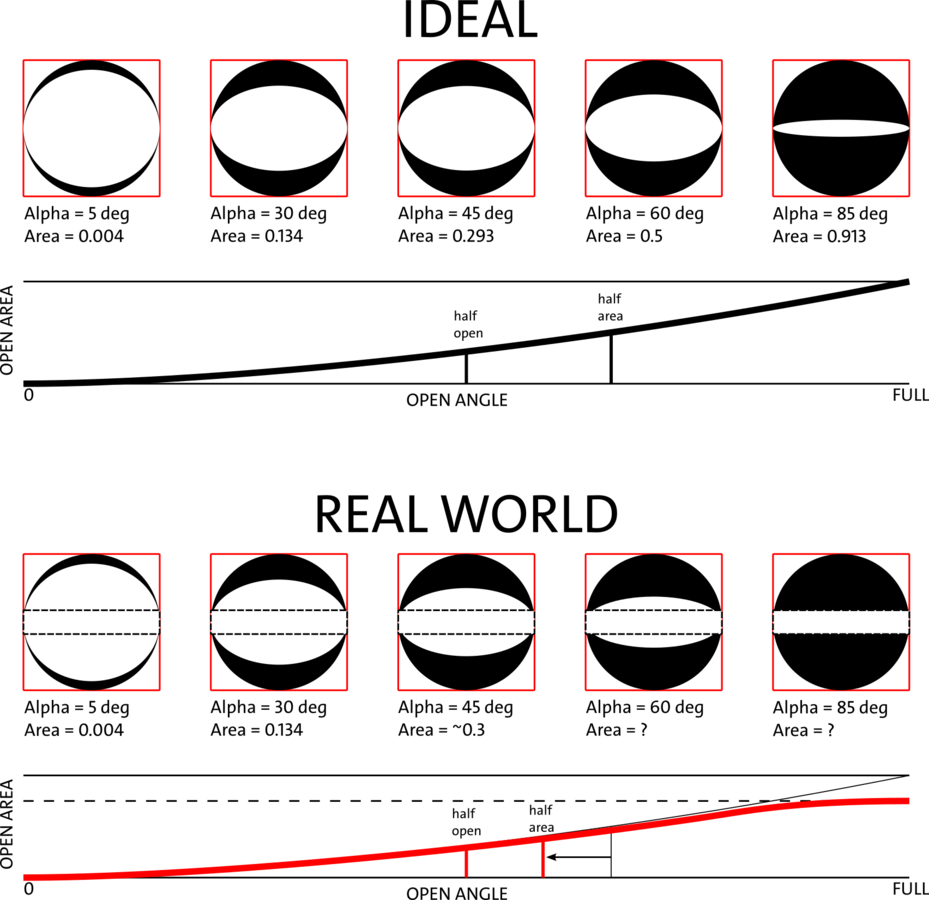 IDEAL
Alpha = 5 deg
Area = 0.004
Alpha = 30 deg
Area = 0.134
Alpha = 45 deg
Area = 0.293
Alpha = 60 deg
Area = 0.5
Alpha = 85 deg
Area = 0.913
OPEN AREA
half
open
half
area
0
OPEN ANGLE
FULL
REAL WORLD
Alpha = 5 deg
Area = 0.004
Alpha = 30 deg
Area = 0.134
Alpha = 45 deg
Area = ~0.3
Alpha = 60 deg
Area = ?
Alpha = 85 deg
Area = ?
OPEN AREA
half
open
half
area
0
OPEN ANGLE
FULL